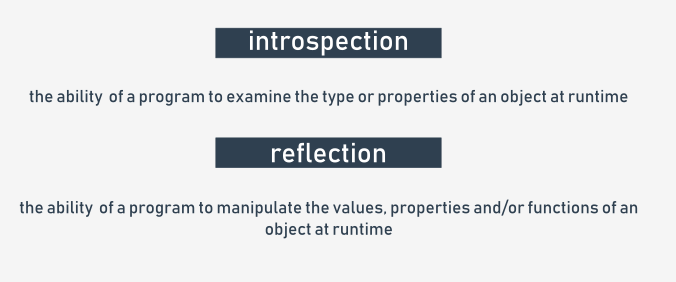 introspection
the ability of a program to examine the type or properties of an object at runtime
reflection
the ability of a program to manipulate the values, properties and/or functions of an
object at runtime